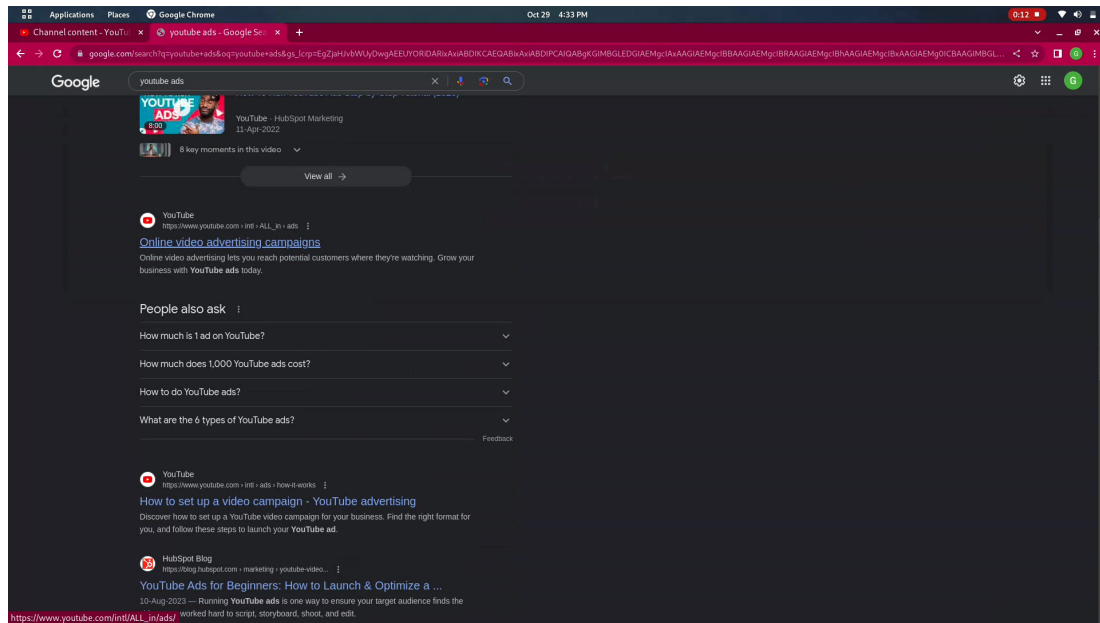 Applications Places Google Chrome Oct 29 4:33 PM 0:12
Channel content - YouTu × youtube ads - Google Sea × +
google.com/search?q=youtube+ads&oq=youtube+ads&gs_lcrp=
Google youtube ads G
YOUTUBE
ADS
8:00
YouTube · HubSpot Marketing
11-Apr-2022
8 key moments in this video
View all →
YouTube
https://www.youtube.com › intl › ALL_in › ads
Online video advertising campaigns
Online video advertising lets you reach potential customers where they're watching. Grow your
business with YouTube ads today.
People also ask
How much is 1 ad on YouTube?
How much does 1,000 YouTube ads cost?
How to do YouTube ads?
What are the 6 types of YouTube ads?
Feedback
YouTube
https://www.youtube.com › intl › ads › how-it-works
How to set up a video campaign - YouTube advertising
Discover how to set up a YouTube video campaign for your business. Find the right format for
you, and follow these steps to launch your YouTube ad.
HubSpot Blog
https://blog.hubspot.com › marketing › youtube-video...
YouTube Ads for Beginners: How to Launch & Optimize a ...
10-Aug-2023 — Running YouTube ads is one way to ensure your target audience finds the
worked hard to script, storyboard, shoot, and edit.
https://www.youtube.com/intl/ALL_in/ads/